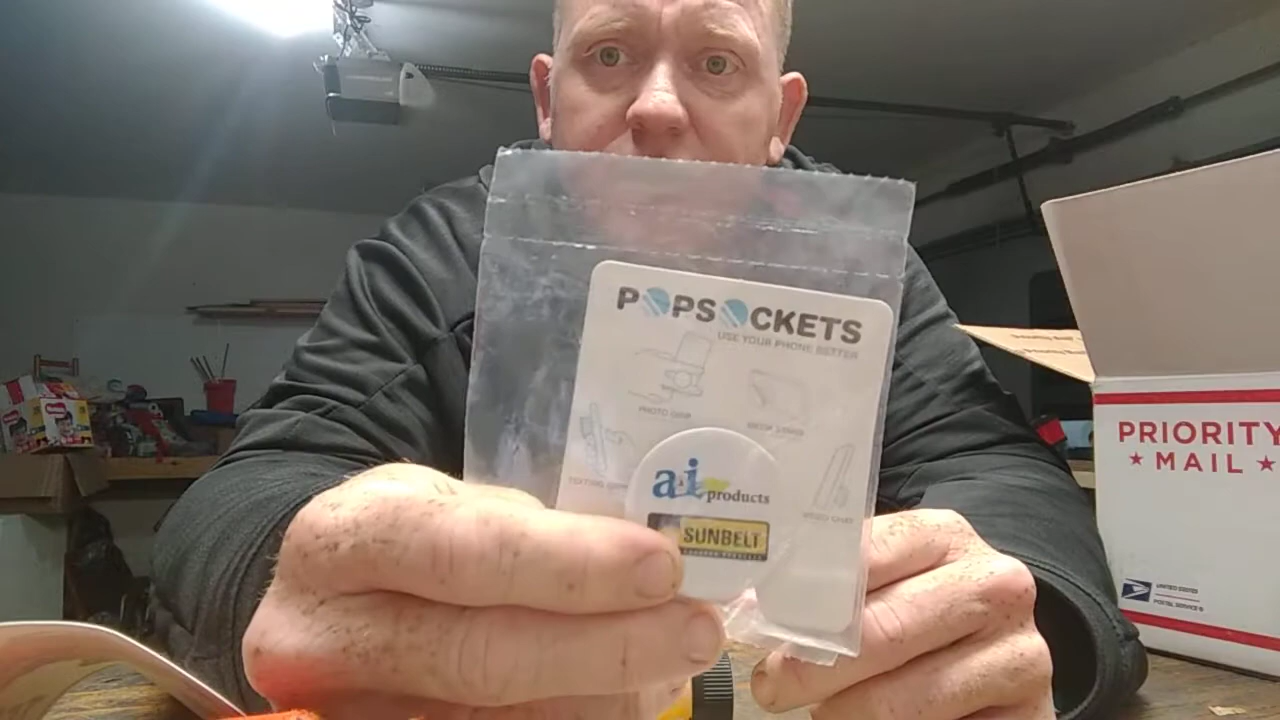 POPSOCKETS
USE YOUR PHONE BETTER
PHOTO GRIP
TEXTING GRIP
VIDEO CHAT
a&i products
SUNBELT
PRIORITY
★ MAIL ★
UNITED STATES
POSTAL SERVICE ®